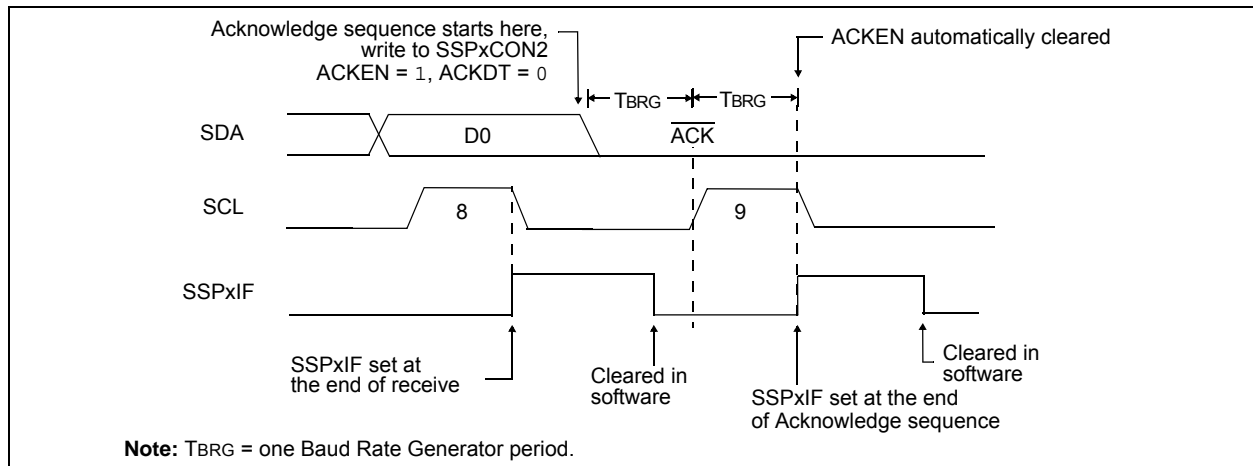 Acknowledge sequence starts here,
write to SSPxCON2
ACKEN = 1, ACKDT = 0
ACKEN automatically cleared
TBRG
TBRG
SDA
D0
ACK
SCL
8
9
SSPxIF
SSPxIF set at
the end of receive
Cleared in
software
SSPxIF set at the end
of Acknowledge sequence
Cleared in
software
Note: TBRG = one Baud Rate Generator period.